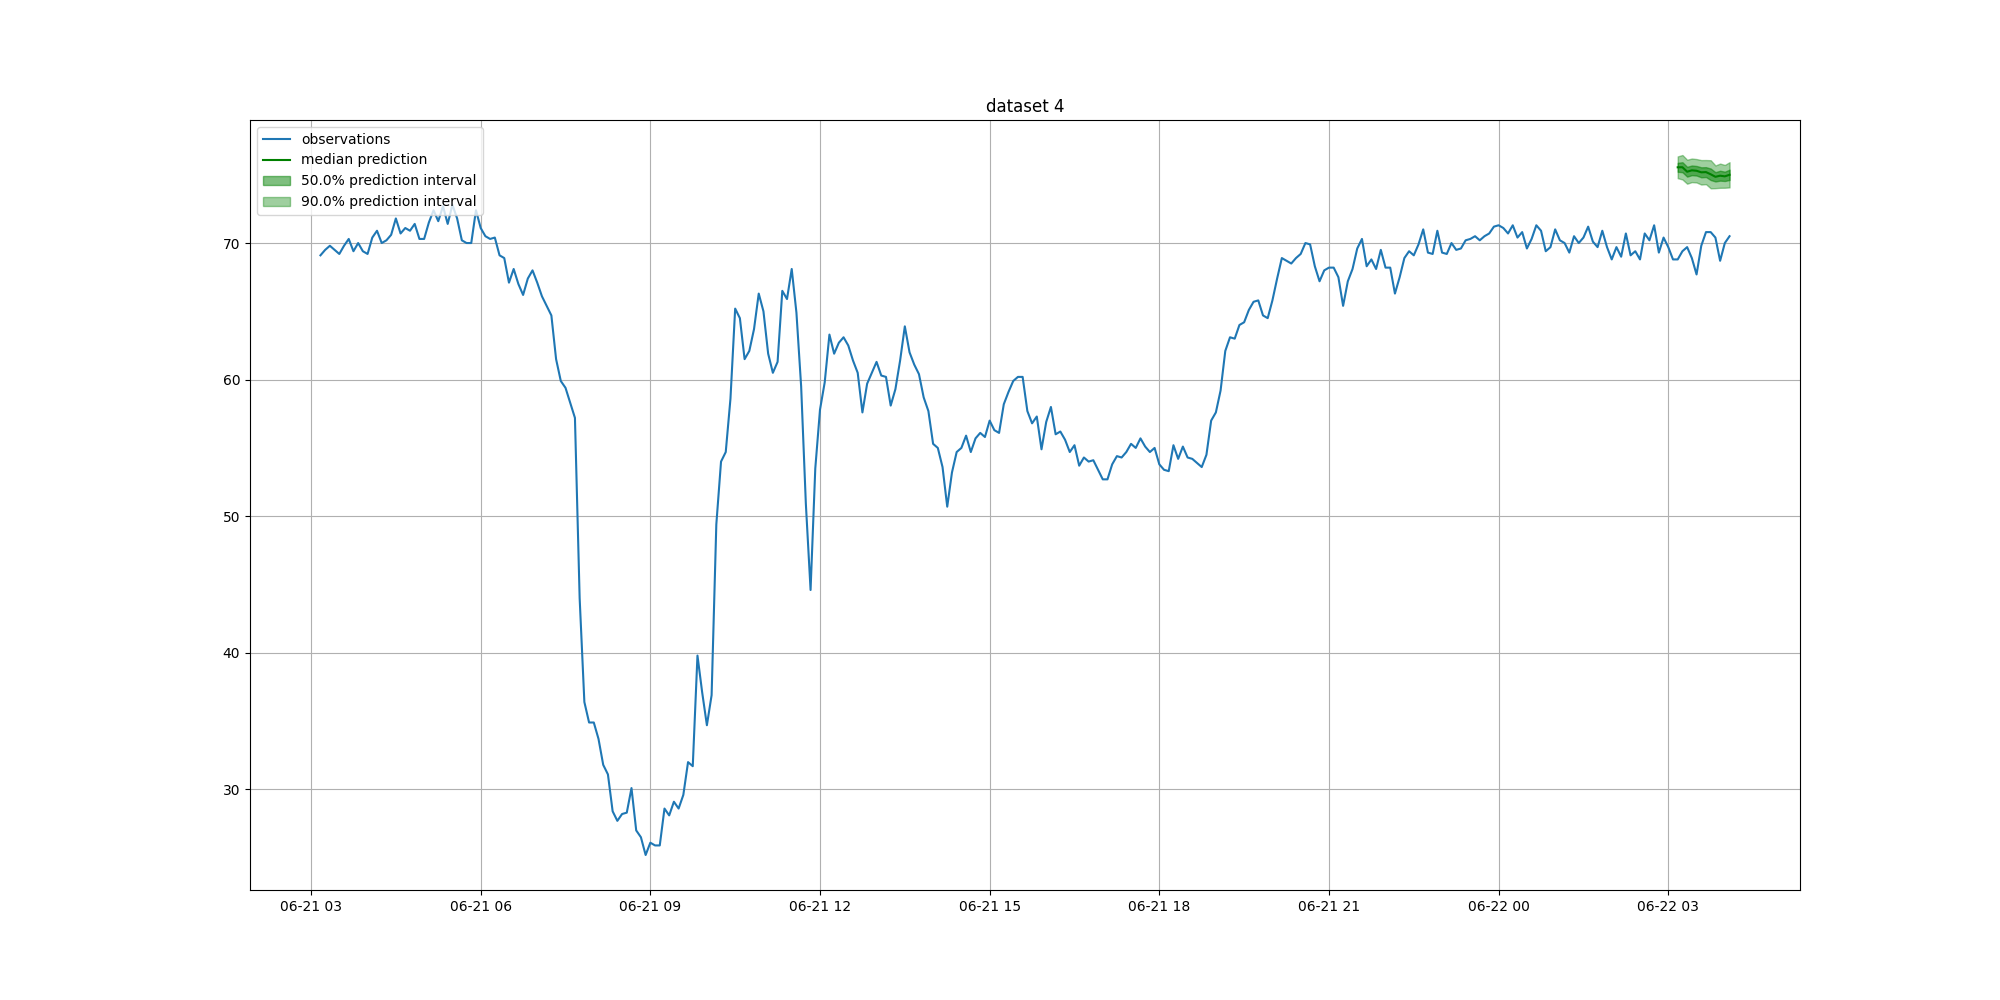 dataset 4
observations
median prediction
50.0% prediction interval
90.0% prediction interval
70
60
50
40
30
06-21 03
06-21 06
06-21 09
06-21 12
06-21 15
06-21 18
06-21 21
06-22 00
06-22 03